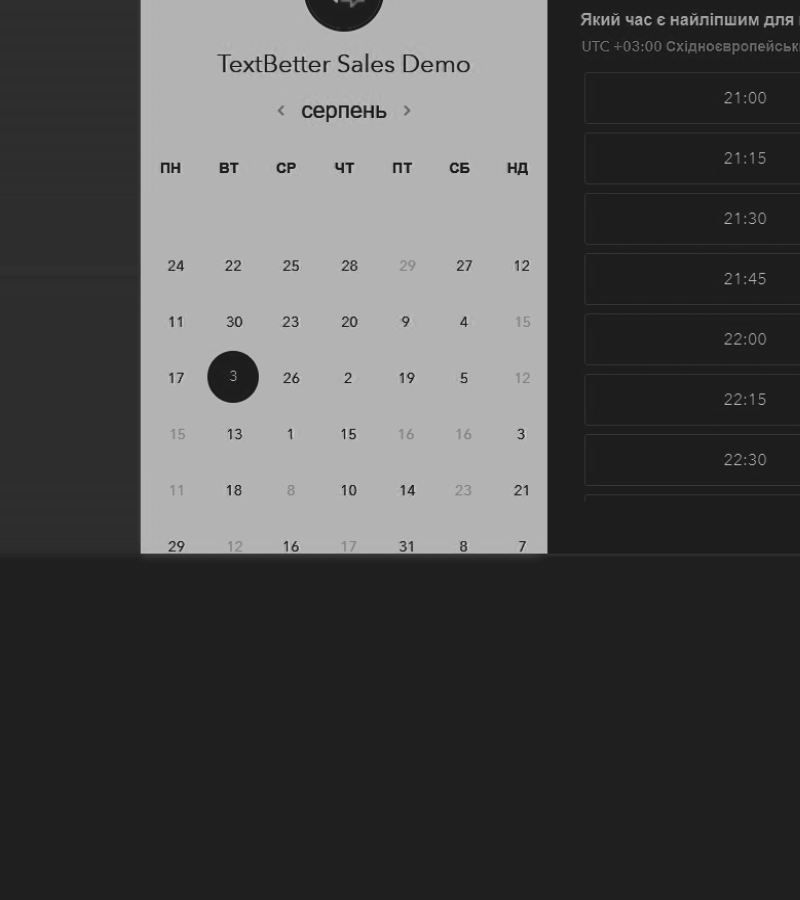 TextBetter Sales Demo
‹ серпень ›
ПН ВТ СР ЧТ ПТ СБ НД
24 22 25 28 29 27 12
11 30 23 20 9 4 15
17 3 26 2 19 5 12
15 13 1 15 16 16 3
11 18 8 10 14 23 21
29 12 16 17 31 8 7
Який час є найліпшим для
UTC +03:00
21:00
21:15
21:30
21:45
22:00
22:15
22:30